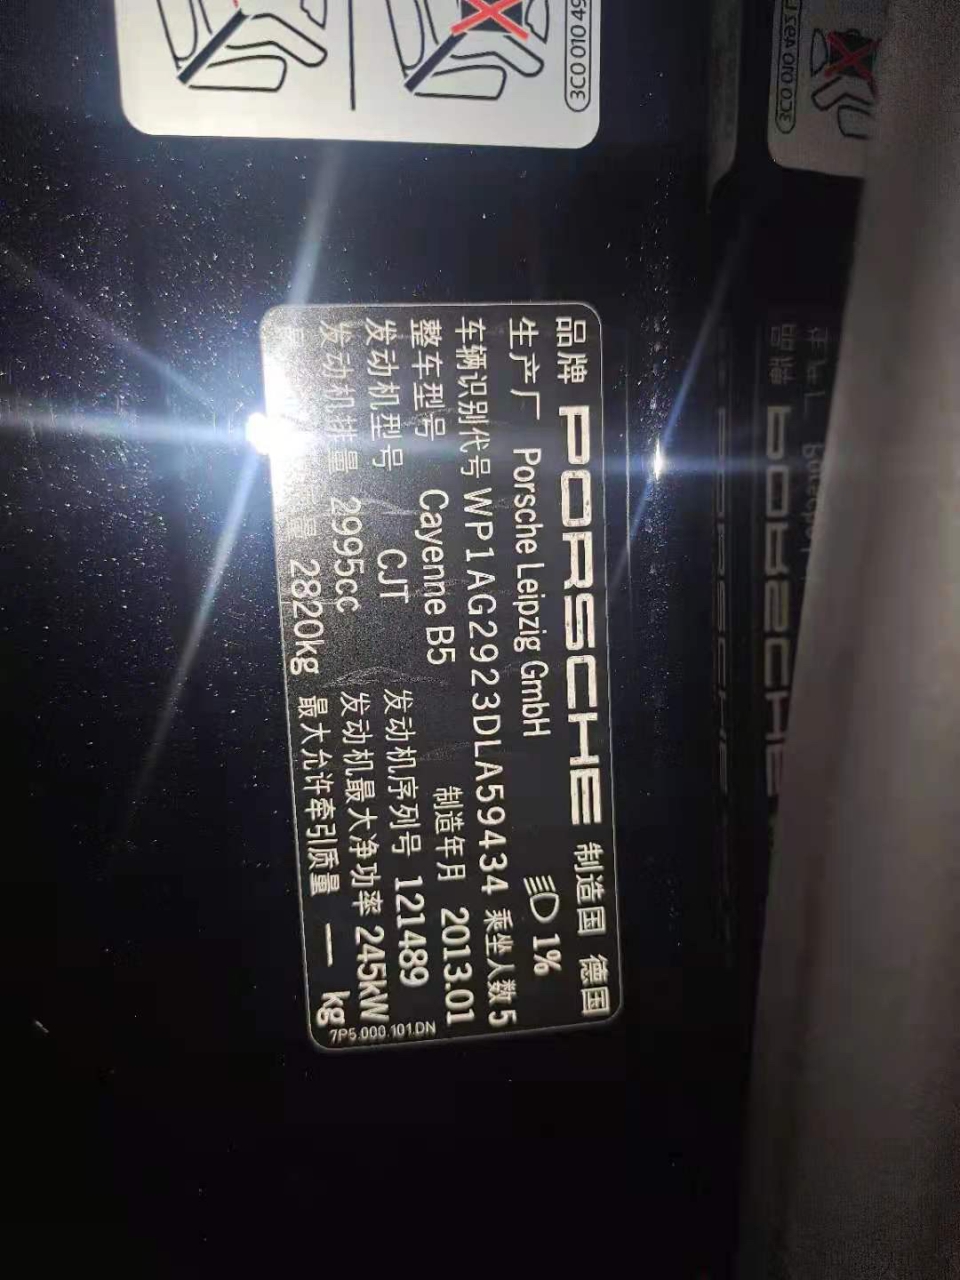 3C0 010 49
品牌 PORSCHE 制造国 德国
生产厂 Porsche Leipzig GmbH 1%
车辆识别代号 WP1AG2923DLA59434 乘坐人数 5
整车型号 Cayenne B5 制造年月 2013.01
发动机型号 CJT 发动机序列号 121489
发动机排量 2995cc 发动机最大净功率 245kW
量 2820kg 最大允许牵引质量 — kg
7P5.000.101.DN